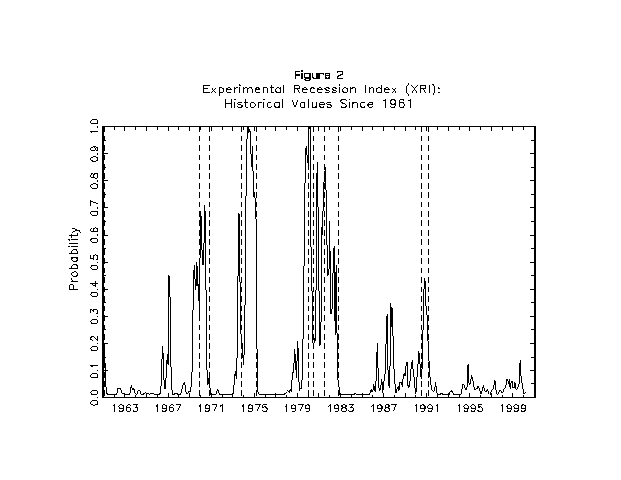 Figure 2
Experimental Recession Index (XRI):
Historical Values Since 1961
Probability
1.0
0.9
0.8
0.7
0.6
0.5
0.4
0.3
0.2
0.1
0.0
1963 1967 1971 1975 1979 1983 1987 1991 1995 1999